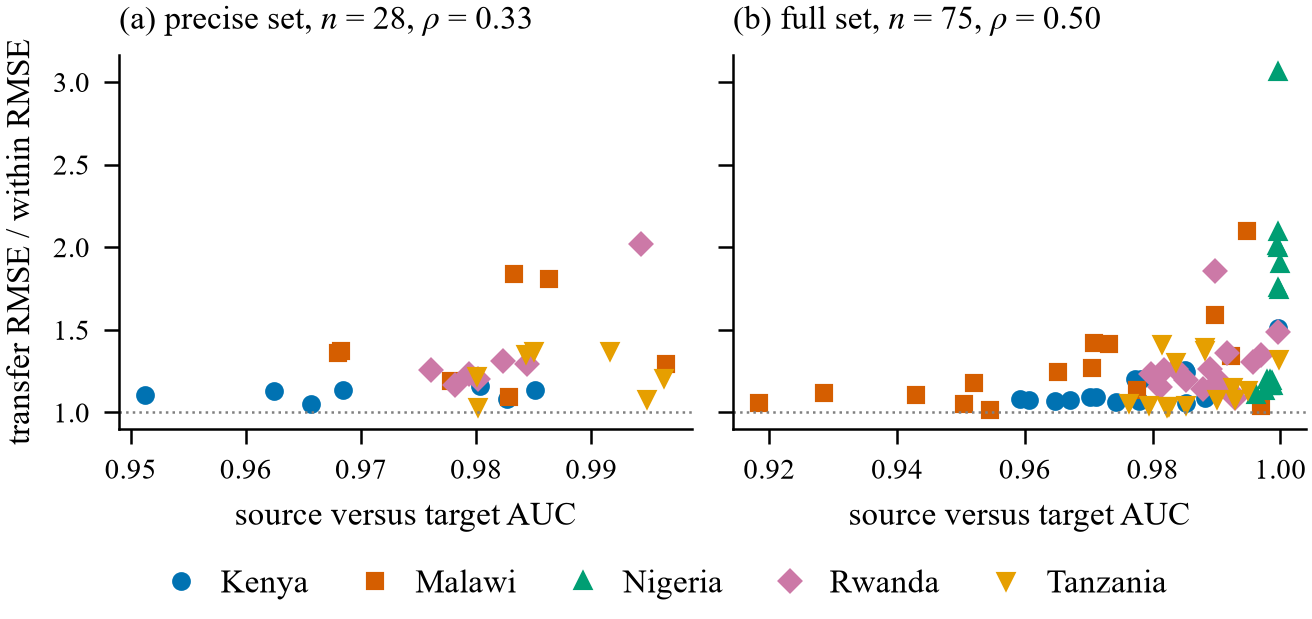 (a) precise set, n = 28, ρ = 0.33
(b) full set, n = 75, ρ = 0.50
transfer RMSE / within RMSE
3.0
2.5
2.0
1.5
1.0
0.95 0.96 0.97 0.98 0.99
0.92 0.94 0.96 0.98 1.00
source versus target AUC
source versus target AUC
Kenya Malawi Nigeria Rwanda Tanzania